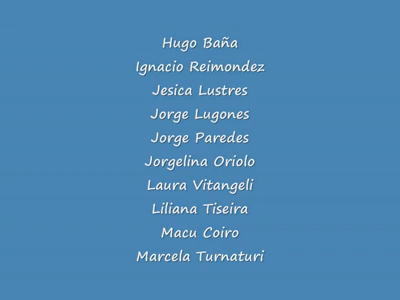 Hugo Baña
Ignacio Reimondez
Jesica Lustres
Jorge Lugones
Jorge Paredes
Jorgelina Oriolo
Laura Vitangeli
Liliana Tiseira
Macu Coiro
Marcela Turnaturi